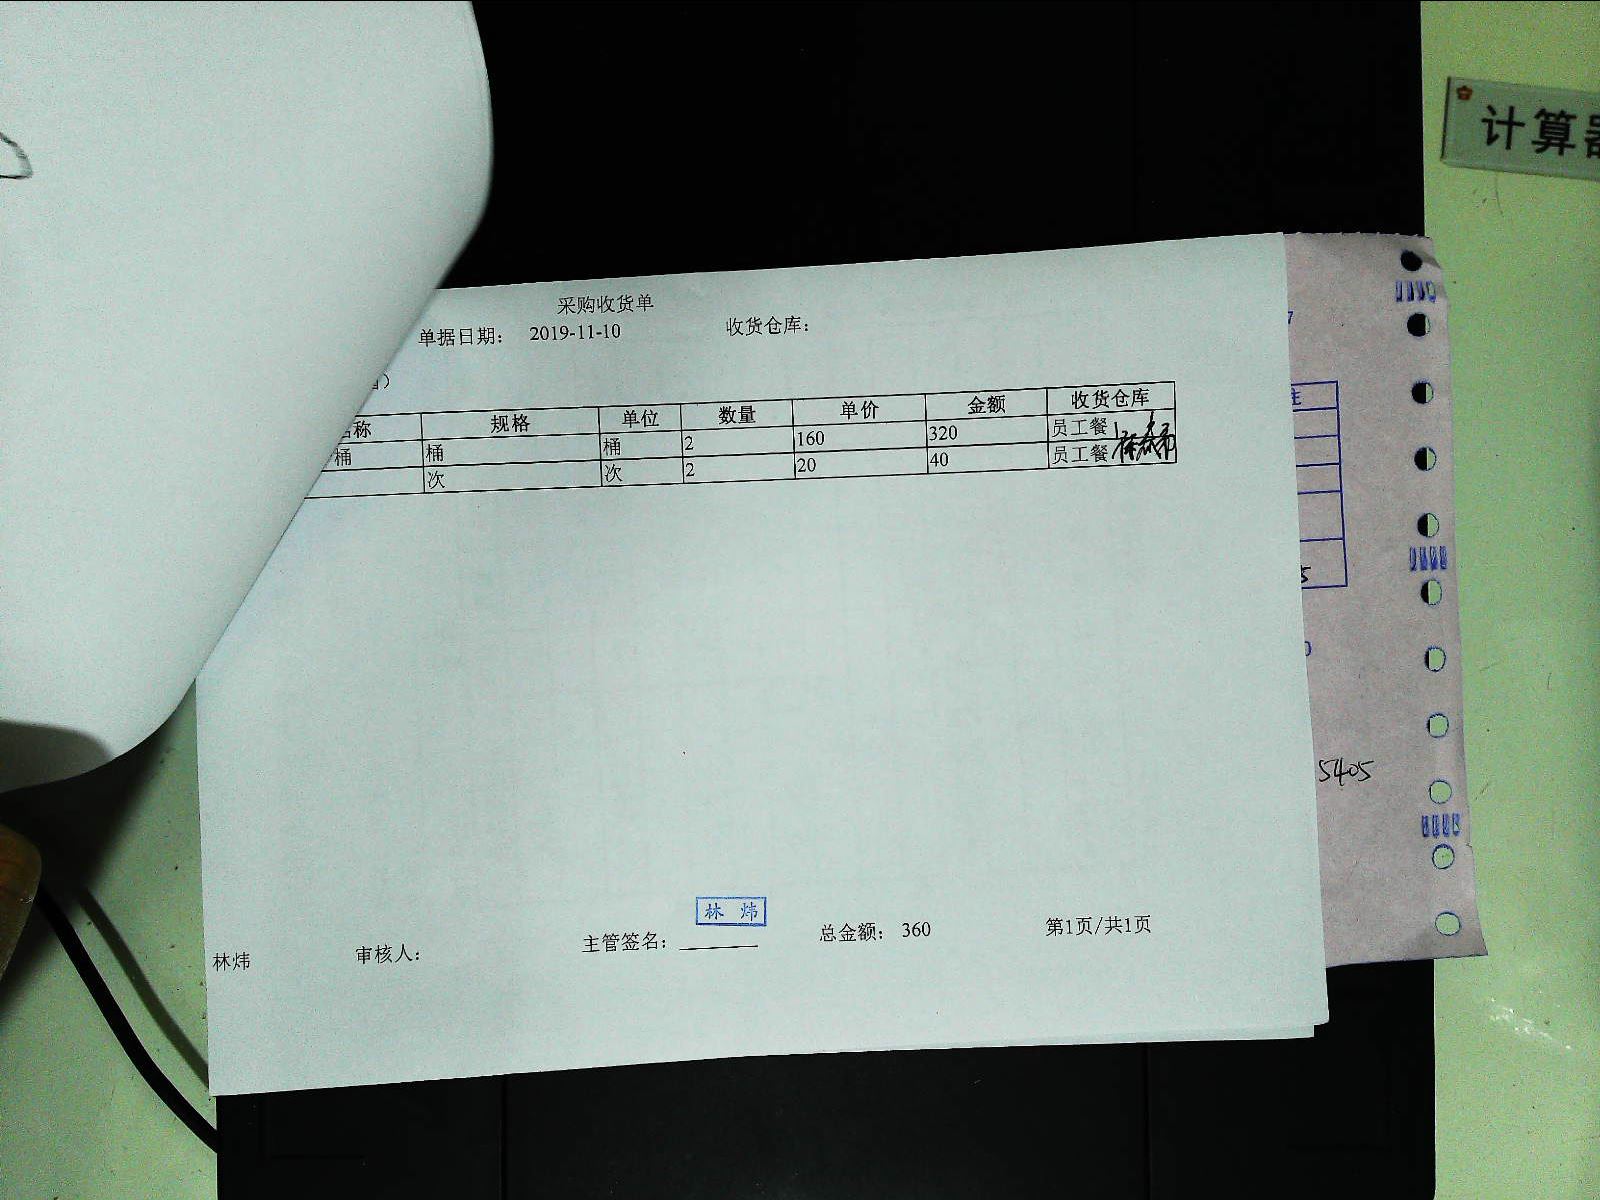 计算
采购收货单
单据日期： 2019-11-10 收货仓库：
）
称 规格 单位 数量 单价 金额 收货仓库
桶 桶 桶 2 160 320 员工餐
次 次 2 20 40 员工餐
7
5
5405
林 炜
林炜 审核人： 主管签名： 总金额： 360 第1页/共1页